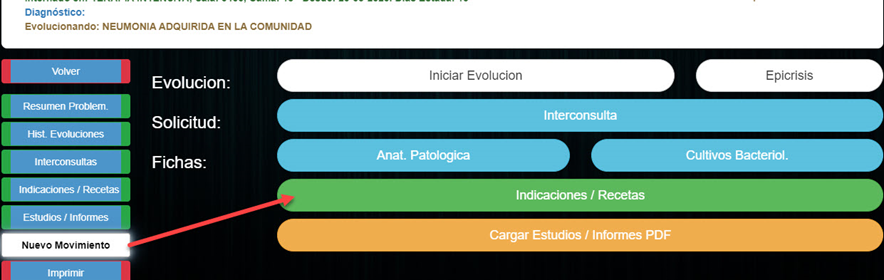 Diagnóstico:
Evolucionando: NEUMONIA ADQUIRIDA EN LA COMUNIDAD
Volver
Resumen Problem.
Hist. Evoluciones
Interconsultas
Indicaciones / Recetas
Estudios / Informes
Nuevo Movimiento
Imprimir
Evolucion:
Iniciar Evolucion
Epicrisis
Solicitud:
Interconsulta
Fichas:
Anat. Patologica
Cultivos Bacteriol.
Indicaciones / Recetas
Cargar Estudios / Informes PDF